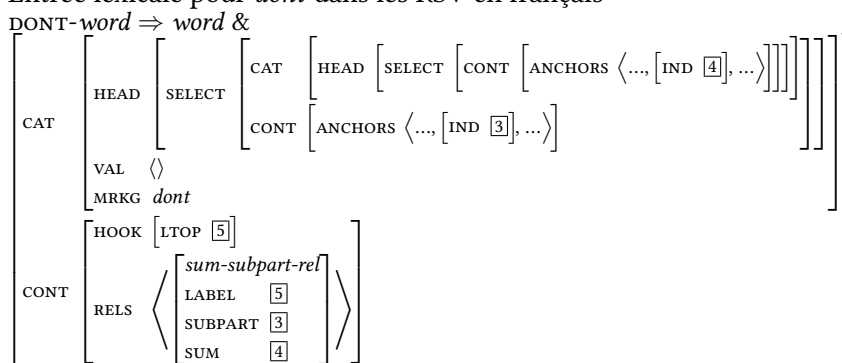 Entrée lexicale pour dont dans les RSV en français
DONT-word ⇒ word &
CAT HEAD SELECT CAT HEAD SELECT CONT ANCHORS ⟨…, [IND 4], …⟩
CONT [ANCHORS ⟨…, [IND 3], …⟩]
VAL ⟨⟩
MRKG dont
CONT HOOK [LTOP 5]
RELS ⟨ sum-subpart-rel
LABEL 5
SUBPART 3
SUM 4 ⟩